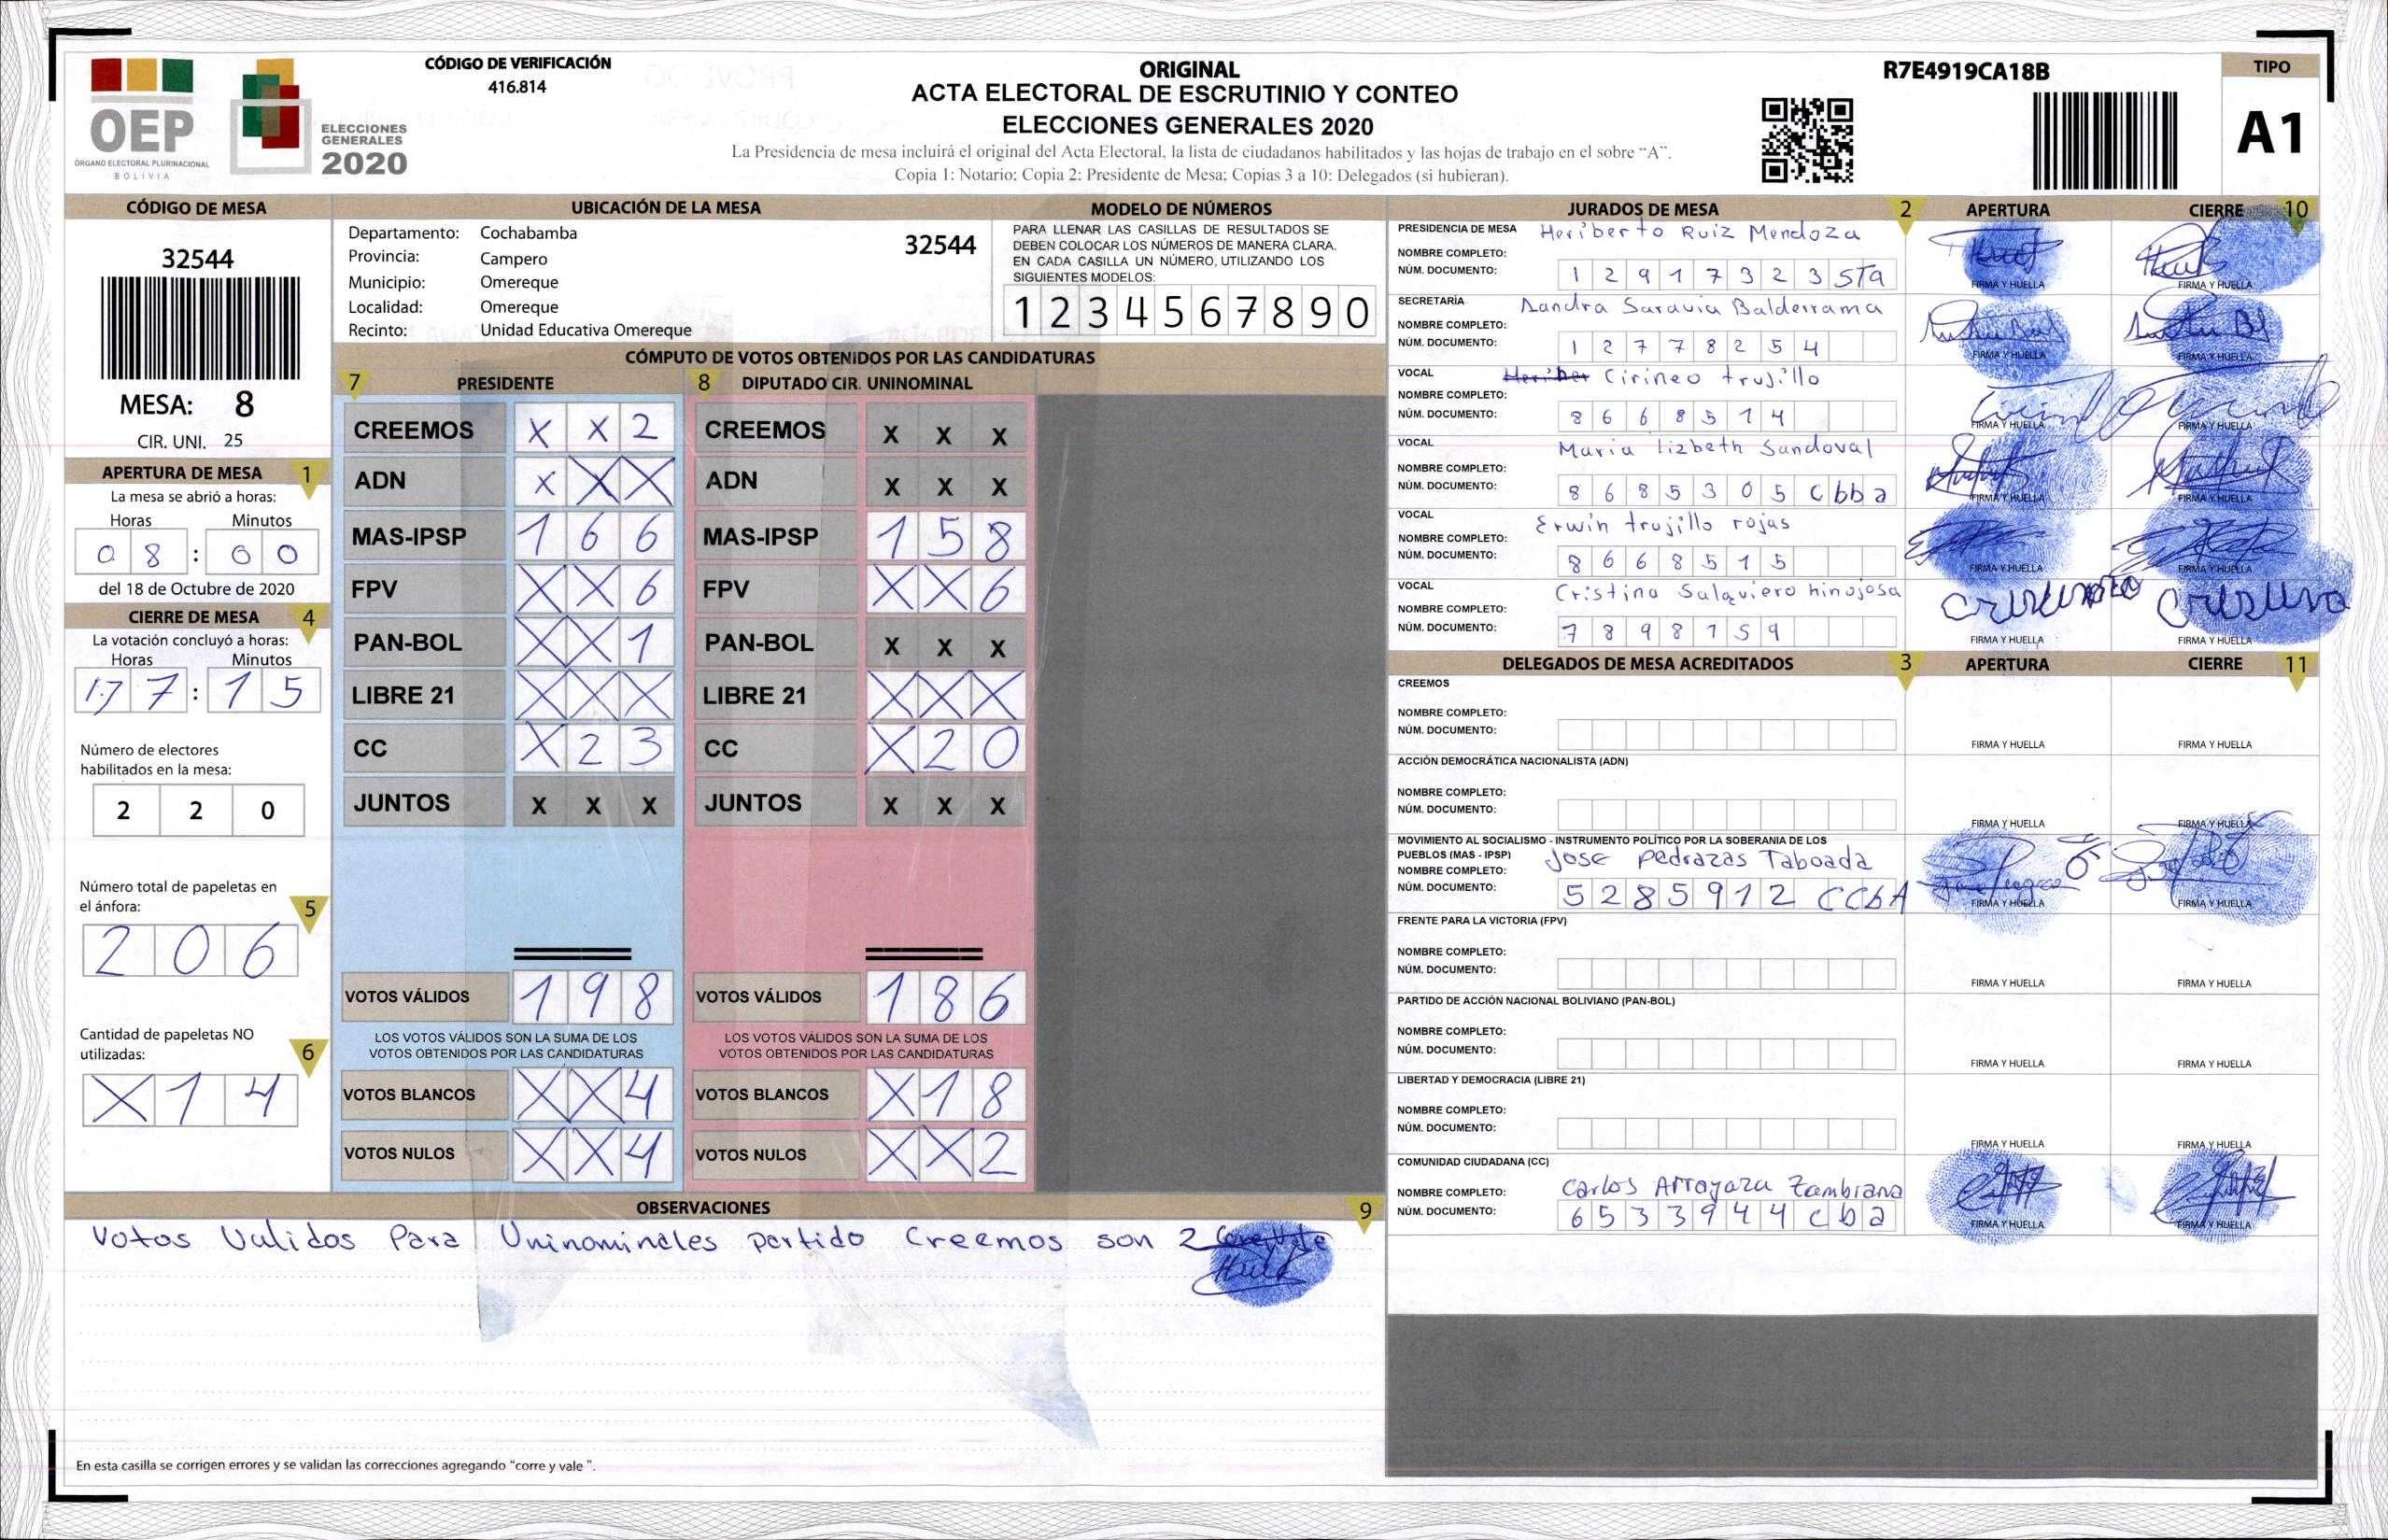 CÓDIGO DE VERIFICACIÓN
416.814
OEP
ÓRGANO ELECTORAL PLURINACIONAL
BOLIVIA
ELECCIONES
GENERALES
2020
ORIGINAL
ACTA ELECTORAL DE ESCRUTINIO Y CONTEO
ELECCIONES GENERALES 2020
La Presidencia de mesa incluirá el original del Acta Electoral, la lista de ciudadanos habilitados y las hojas de trabajo en el sobre "A".
Copia 1: Notario; Copia 2: Presidente de Mesa; Copias 3 a 10: Delegados (si hubieran).
R7E4919CA18B
TIPO
A1
CÓDIGO DE MESA
32544
MESA: 8
CIR. UNI. 25
APERTURA DE MESA 1
La mesa se abrió a horas:
Horas Minutos
0 8 : 0 0
del 18 de Octubre de 2020
CIERRE DE MESA 4
La votación concluyó a horas:
Horas Minutos
17 7 : 1 5
Número de electores
habilitados en la mesa:
2 2 0
Número total de papeletas en
el ánfora: 5
2 0 6
Cantidad de papeletas NO
utilizadas: 6
X 1 4
UBICACIÓN DE LA MESA
Departamento: Cochabamba
32544
Provincia: Campero
Municipio: Omereque
Localidad: Omereque
Recinto: Unidad Educativa Omereque
MODELO DE NÚMEROS
PARA LLENAR LAS CASILLAS DE RESULTADOS SE
DEBEN COLOCAR LOS NÚMEROS DE MANERA CLARA.
EN CADA CASILLA UN NÚMERO, UTILIZANDO LOS
SIGUIENTES MODELOS:
1 2 3 4 5 6 7 8 9 0
CÓMPUTO DE VOTOS OBTENIDOS POR LAS CANDIDATURAS
7 PRESIDENTE
CREEMOS X X 2
ADN X X X
MAS-IPSP 1 6 6
FPV X X 6
PAN-BOL X X 1
LIBRE 21 X X X
CC X 2 3
JUNTOS X X X
VOTOS VÁLIDOS 1 9 8
LOS VOTOS VÁLIDOS SON LA SUMA DE LOS
VOTOS OBTENIDOS POR LAS CANDIDATURAS
VOTOS BLANCOS X X 4
VOTOS NULOS X X 4
8 DIPUTADO CIR. UNINOMINAL
CREEMOS X X X
ADN X X X
MAS-IPSP 1 5 8
FPV X X 6
PAN-BOL X X X
LIBRE 21 X X X
CC X 2 0
JUNTOS X X X
VOTOS VÁLIDOS 1 8 6
LOS VOTOS VÁLIDOS SON LA SUMA DE LOS
VOTOS OBTENIDOS POR LAS CANDIDATURAS
VOTOS BLANCOS X 1 8
VOTOS NULOS X X 2
OBSERVACIONES 9
Votos Validos Para Uninominales partido Creemos son 2
En esta casilla se corrigen errores y se validan las correcciones agregando "corre y vale ".
JURADOS DE MESA 2 APERTURA CIERRE 10
PRESIDENCIA DE MESA Heriberto Ruiz Mendoza
NOMBRE COMPLETO:
NÚM. DOCUMENTO: 1 2 9 1 7 3 2 3 STA
FIRMA Y HUELLA FIRMA Y HUELLA
SECRETARÍA Sandra Saravia Balderrama
NOMBRE COMPLETO:
NÚM. DOCUMENTO: 1 2 7 7 8 2 5 4
FIRMA Y HUELLA FIRMA Y HUELLA
VOCAL Heriber Cirineo trujillo
NOMBRE COMPLETO:
NÚM. DOCUMENTO: 8 6 6 8 5 1 4
FIRMA Y HUELLA FIRMA Y HUELLA
VOCAL Maria lizbeth Sandoval
NOMBRE COMPLETO:
NÚM. DOCUMENTO: 8 6 8 5 3 0 5 c bb a
FIRMA Y HUELLA FIRMA Y HUELLA
VOCAL Erwin trujillo rojas
NOMBRE COMPLETO:
NÚM. DOCUMENTO: 8 6 6 8 5 1 5
FIRMA Y HUELLA FIRMA Y HUELLA
VOCAL Cristina Salquiero hinojosa
NOMBRE COMPLETO:
NÚM. DOCUMENTO: 7 8 9 8 1 5 9
FIRMA Y HUELLA FIRMA Y HUELLA
DELEGADOS DE MESA ACREDITADOS 3 APERTURA CIERRE 11
CREEMOS
NOMBRE COMPLETO:
NÚM. DOCUMENTO:
FIRMA Y HUELLA FIRMA Y HUELLA
ACCIÓN DEMOCRÁTICA NACIONALISTA (ADN)
NOMBRE COMPLETO:
NÚM. DOCUMENTO:
FIRMA Y HUELLA FIRMA Y HUELLA
MOVIMIENTO AL SOCIALISMO - INSTRUMENTO POLÍTICO POR LA SOBERANIA DE LOS
PUEBLOS (MAS - IPSP) Jose Pedrazas Taboada
NOMBRE COMPLETO:
NÚM. DOCUMENTO: 5 2 8 5 9 1 2 CCbA
FIRMA Y HUELLA FIRMA Y HUELLA
FRENTE PARA LA VICTORIA (FPV)
NOMBRE COMPLETO:
NÚM. DOCUMENTO:
FIRMA Y HUELLA FIRMA Y HUELLA
PARTIDO DE ACCIÓN NACIONAL BOLIVIANO (PAN-BOL)
NOMBRE COMPLETO:
NÚM. DOCUMENTO:
FIRMA Y HUELLA FIRMA Y HUELLA
LIBERTAD Y DEMOCRACIA (LIBRE 21)
NOMBRE COMPLETO:
NÚM. DOCUMENTO:
FIRMA Y HUELLA FIRMA Y HUELLA
COMUNIDAD CIUDADANA (CC)
NOMBRE COMPLETO: Carlos Arroyazu Zambrana
NÚM. DOCUMENTO: 6 5 3 3 9 4 4 c b a
FIRMA Y HUELLA FIRMA Y HUELLA